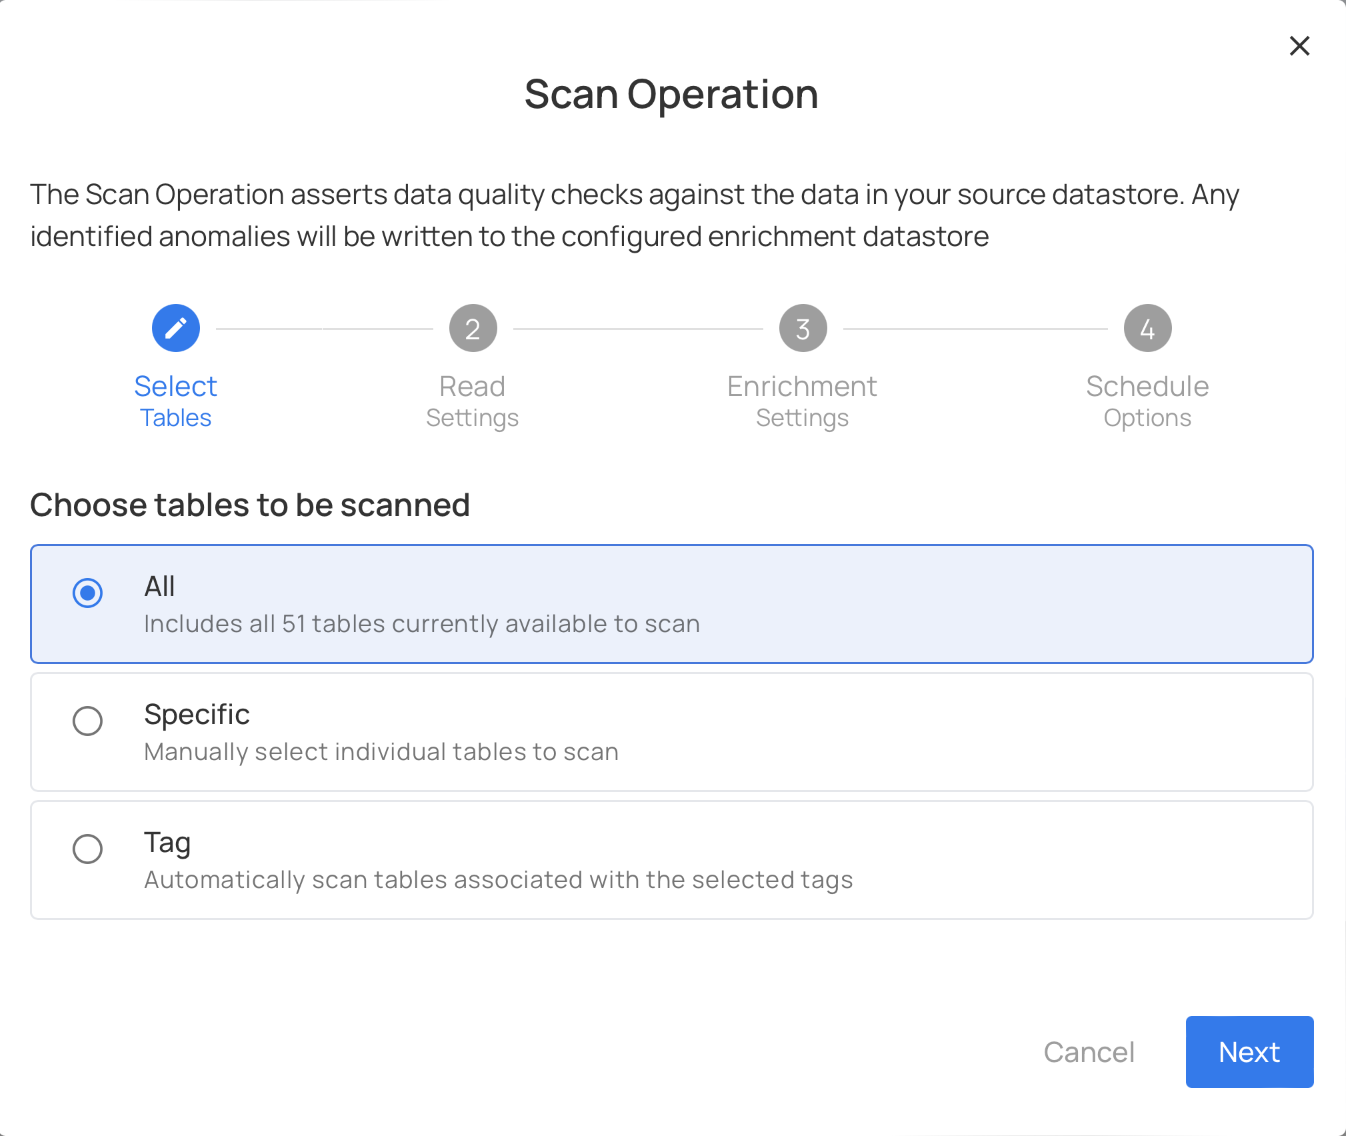 Scan Operation
The Scan Operation asserts data quality checks against the data in your source datastore. Any
identified anomalies will be written to the configured enrichment datastore
2
3
4
Select
Tables
Read
Settings
Enrichment
Settings
Schedule
Options
Choose tables to be scanned
All
Includes all 51 tables currently available to scan
Specific
Manually select individual tables to scan
Tag
Automatically scan tables associated with the selected tags
Cancel
Next